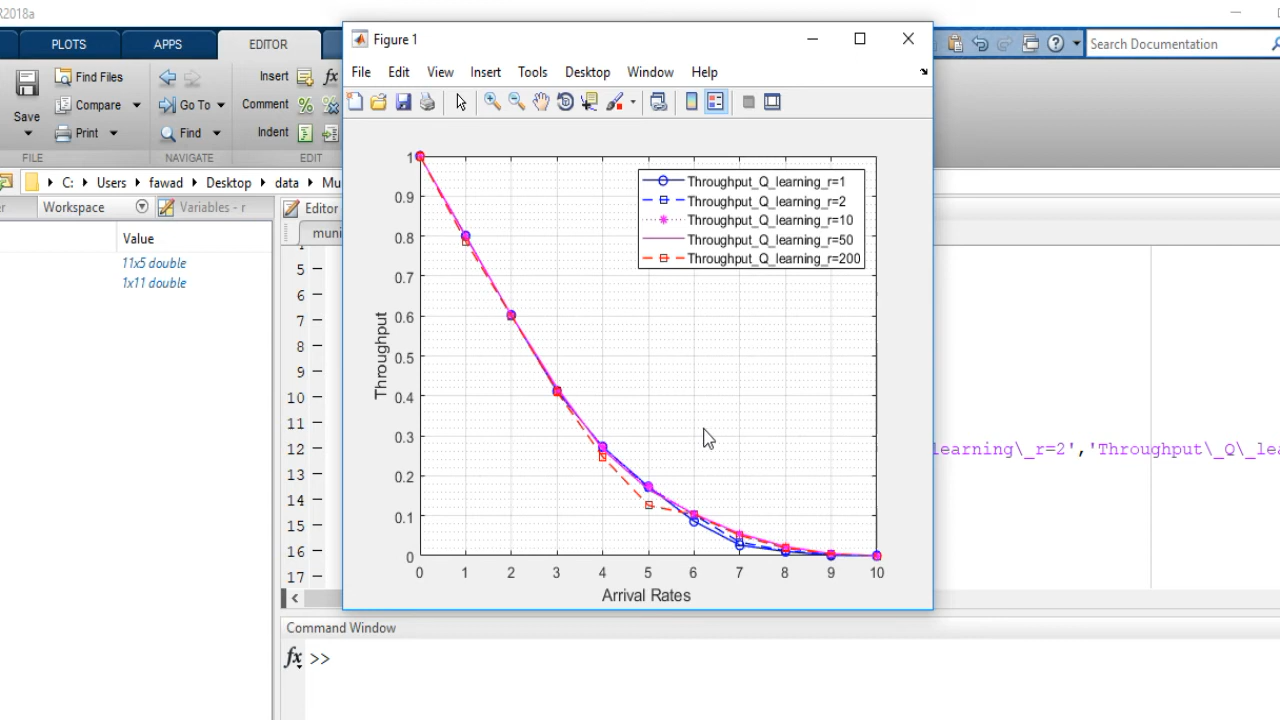 R2018a
Figure 1
PLOTS APPS EDITOR
Search Documentation
File Edit View Insert Tools Desktop Window Help
Save
Find Files
Compare
Print
Go To
Find
Insert
Comment
Indent
FILE NAVIGATE EDIT
C: Users fawad Desktop data Mu
Workspace
Variables - r
Editor
muni
Value
11x5 double
1x11 double
5
6
7
8
9
10
11
12
13
14
15
16
17
learning\_r=2','Throughput\_Q\_lea
1
0.9
0.8
0.7
0.6
0.5
0.4
0.3
0.2
0.1
0
Throughput
Throughput_Q_learning_r=1
Throughput_Q_learning_r=2
Throughput_Q_learning_r=10
Throughput_Q_learning_r=50
Throughput_Q_learning_r=200
0 1 2 3 4 5 6 7 8 9 10
Arrival Rates
Command Window
fx >>